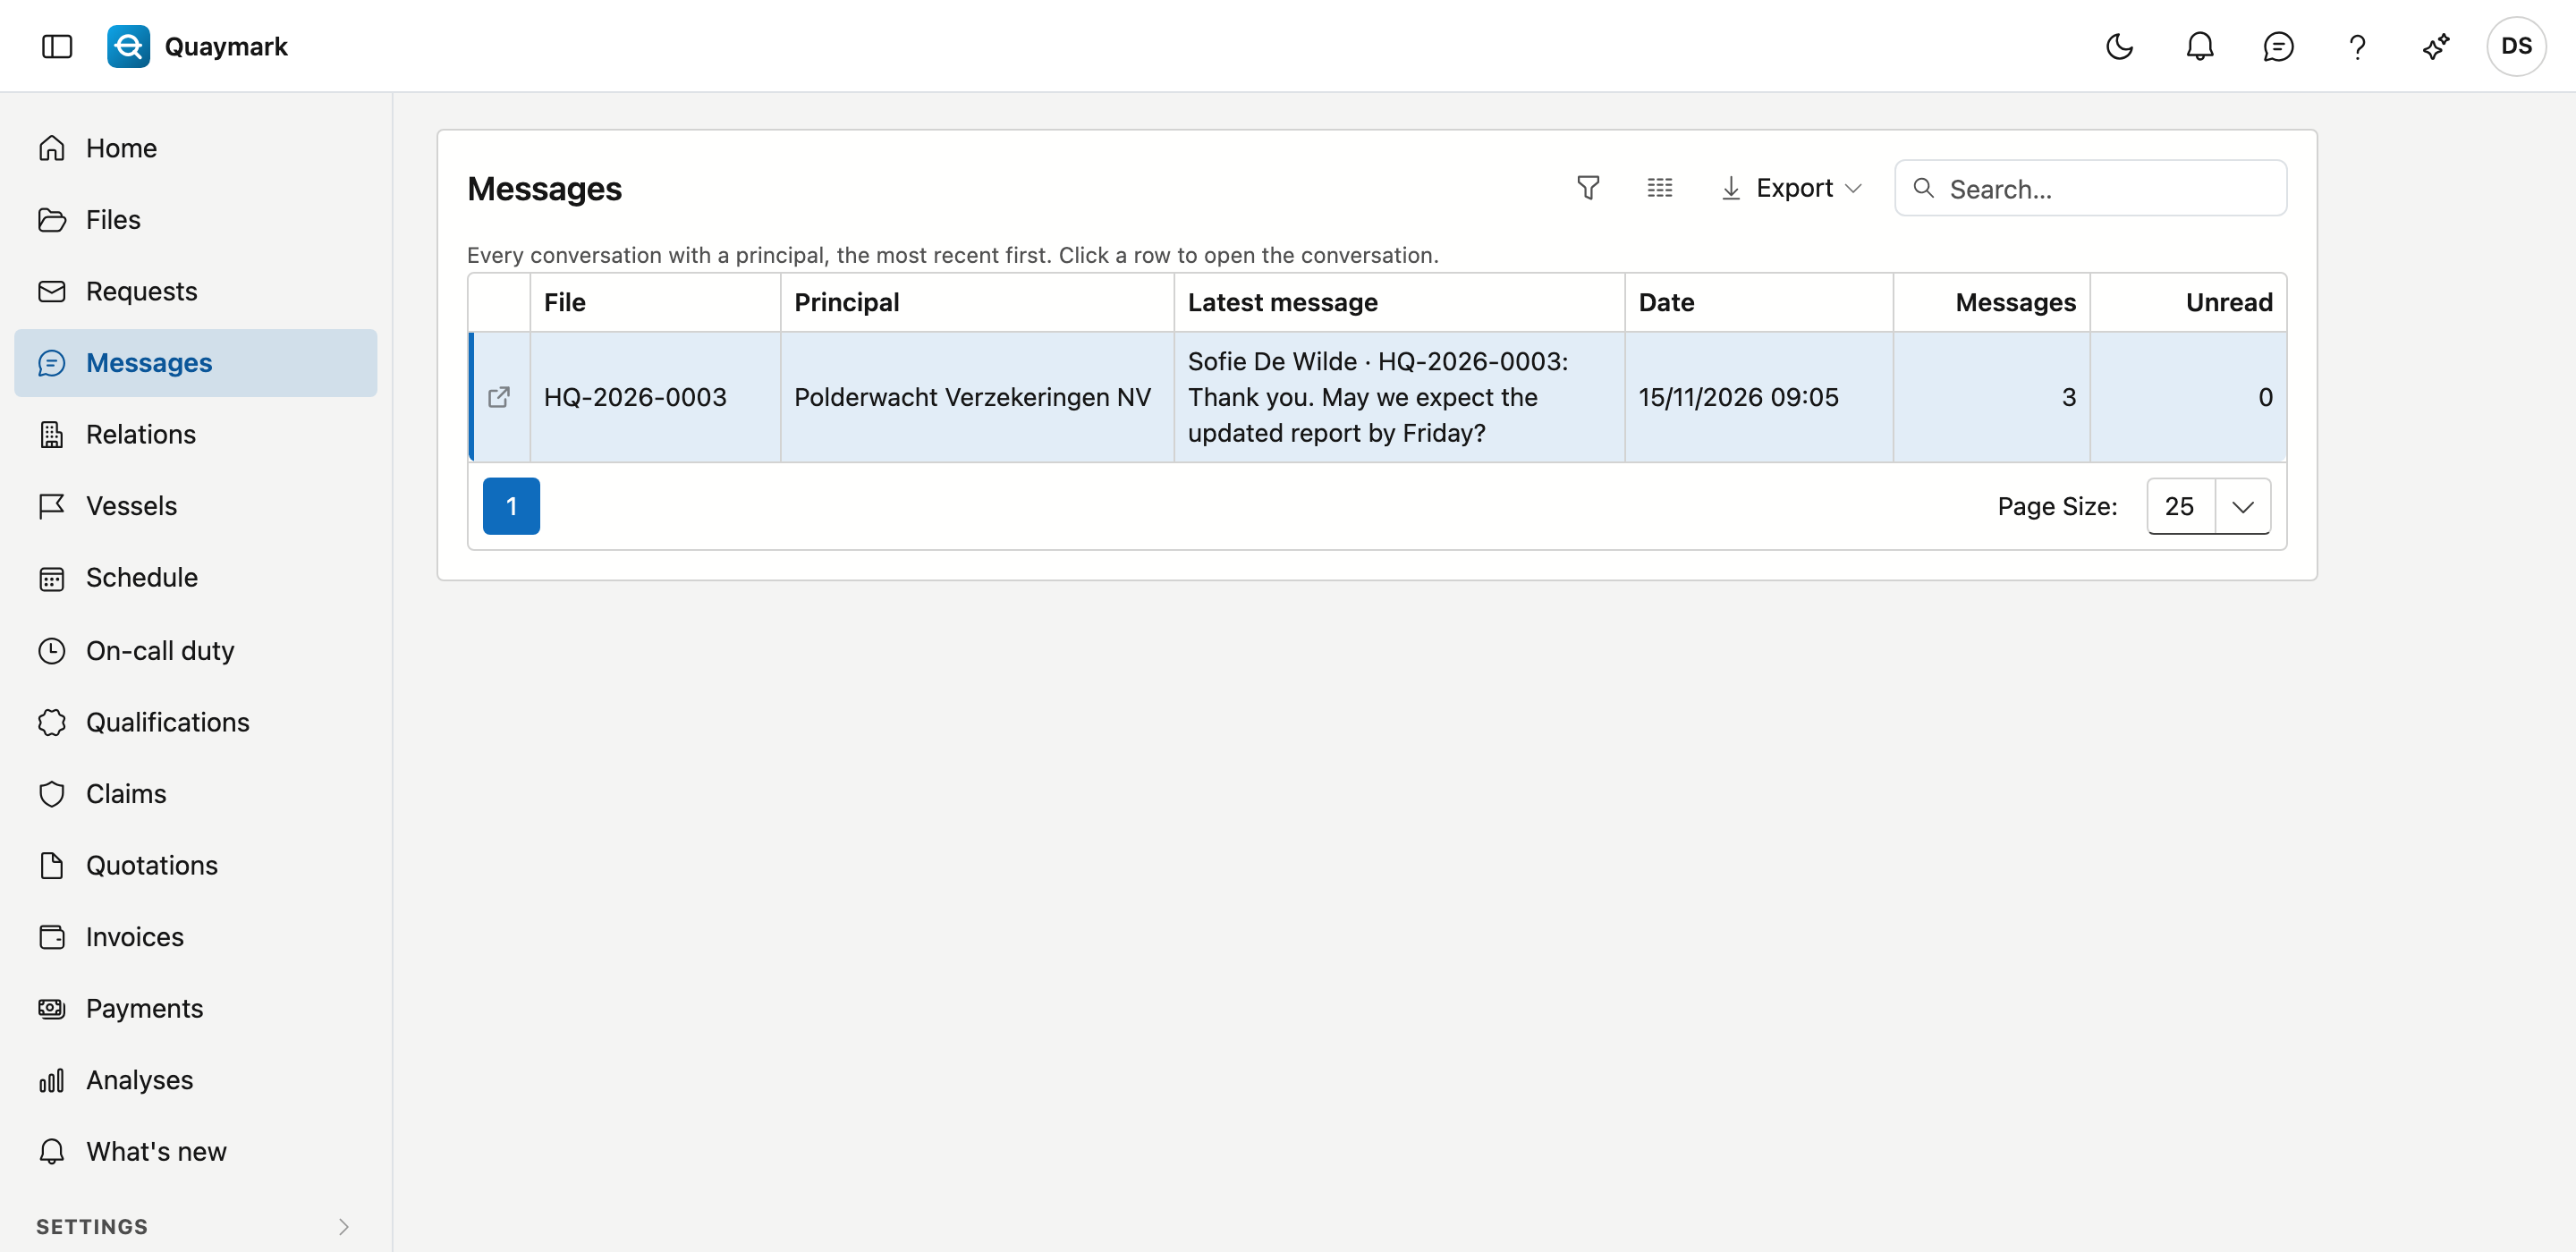 Quaymark
DS
Home
Files
Requests
Messages
Relations
Vessels
Schedule
On-call duty
Qualifications
Claims
Quotations
Invoices
Payments
Analyses
What's new
SETTINGS
Messages
Export
Search...
Every conversation with a principal, the most recent first. Click a row to open the conversation.
File Principal Latest message Date Messages Unread
HQ-2026-0003 Polderwacht Verzekeringen NV Sofie De Wilde · HQ-2026-0003:
Thank you. May we expect the
updated report by Friday? 15/11/2026 09:05 3 0
1 Page Size: 25